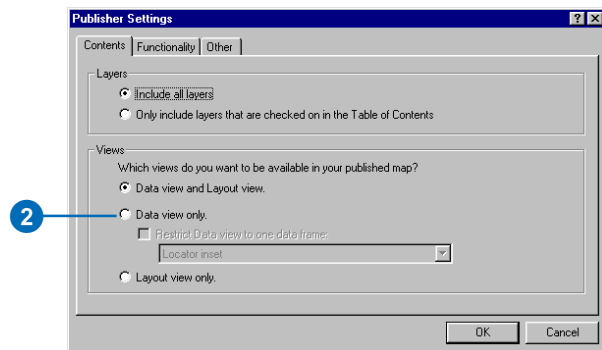 Publisher Settings
Contents Functionality Other
Layers
Include all layers
Only include layers that are checked on in the Table of Contents
Views
Which views do you want to be available in your published map?
Data view and Layout view.
2 Data view only.
Restrict Data view to one data frame:
Locator inset
Layout view only.
OK Cancel